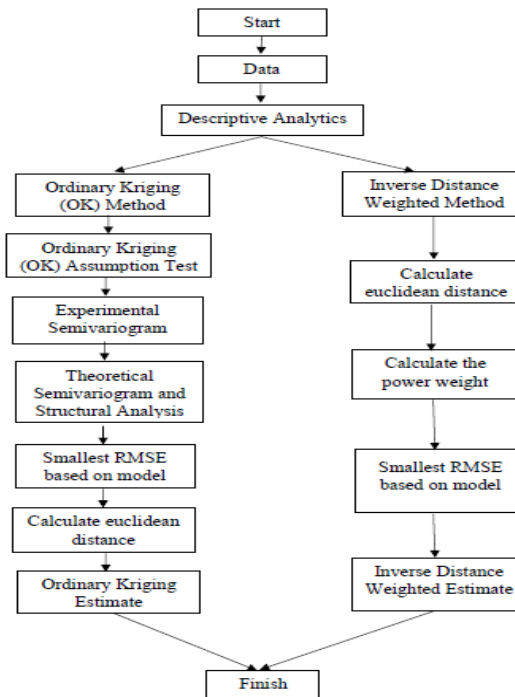 Start
Data
Descriptive Analytics
Ordinary Kriging
(OK) Method
Ordinary Kriging
(OK) Assumption Test
Experimental
Semivariogram
Theoretical
Semivariogram and
Structural Analysis
Smallest RMSE
based on model
Calculate euclidean
distance
Ordinary Kriging
Estimate
Inverse Distance
Weighted Method
Calculate
euclidean distance
Calculate the
power weight
Smallest RMSE
based on model
Inverse Distance
Weighted Estimate
Finish